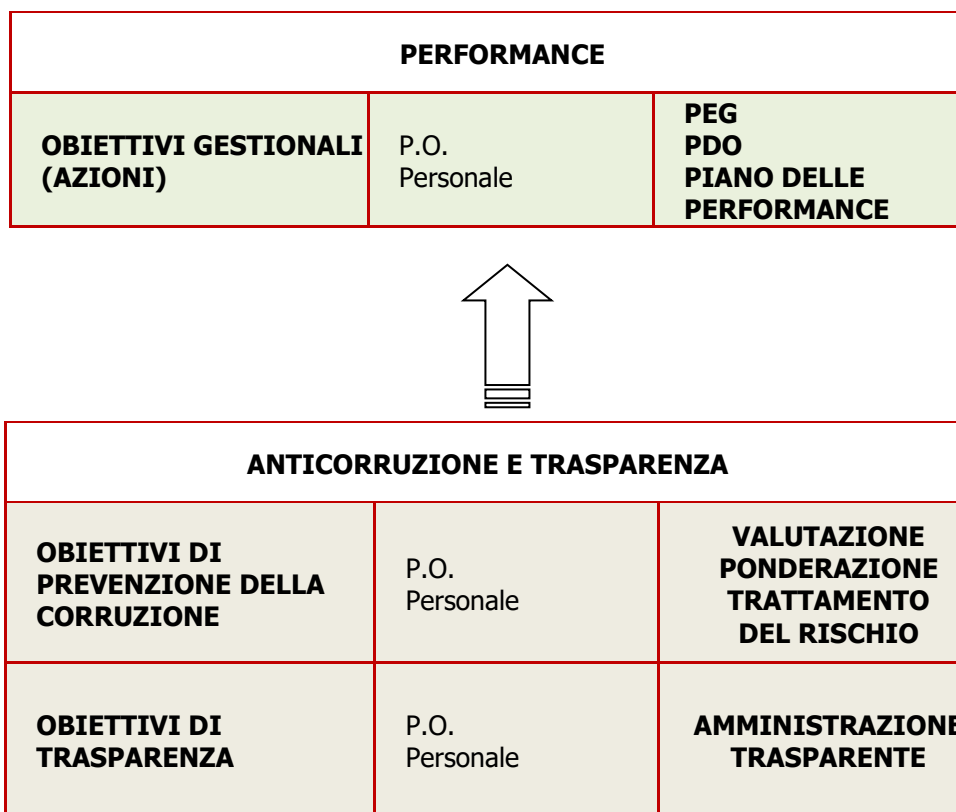 PERFORMANCE
OBIETTIVI GESTIONALI
(AZIONI)
P.O.
Personale
PEG
PDO
PIANO DELLE
PERFORMANCE
ANTICORRUZIONE E TRASPARENZA
OBIETTIVI DI
PREVENZIONE DELLA
CORRUZIONE
P.O.
Personale
VALUTAZIONE
PONDERAZIONE
TRATTAMENTO
DEL RISCHIO
OBIETTIVI DI
TRASPARENZA
P.O.
Personale
AMMINISTRAZIONE
TRASPARENTE